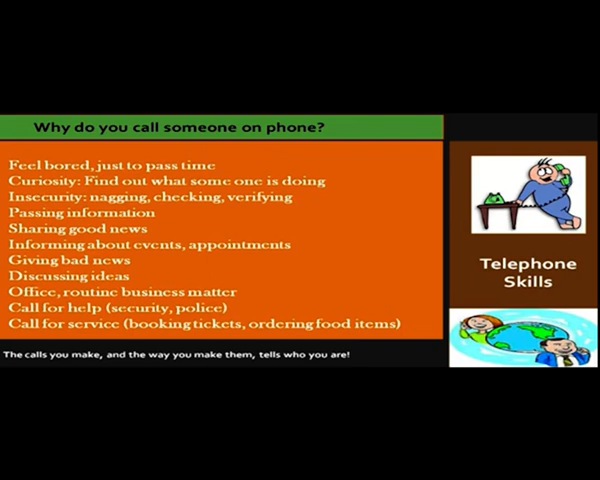 Why do you call someone on phone?
Feel bored, just to pass time
Curiosity: Find out what some one is doing
Insecurity: nagging, checking, verifying
Passing information
Sharing good news
Informing about events, appointments
Giving bad news
Discussing ideas
Office, routine business matter
Call for help (security, police)
Call for service (booking tickets, ordering food items)
The calls you make, and the way you make them, tells who you are!
Telephone
Skills